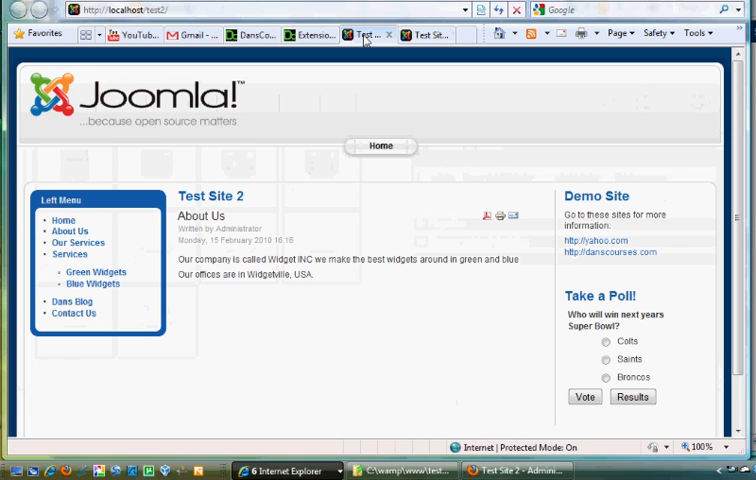 http://localhost/test2/
Google
Favorites
YouTub...
Gmail - ...
DansCo...
Extensio...
Test ...
Test Sit...
Page
Safety
Tools
Joomla!™
...because open source matters
Home
Left Menu
Home
About Us
Our Services
Services
Green Widgets
Blue Widgets
Dans Blog
Contact Us
Test Site 2
About Us
Written by Administrator
Monday, 15 February 2010 16:16
Our company is called Widget INC we make the best widgets around in green and blue
Our offices are in Widgetville, USA.
Demo Site
Go to these sites for more
information:
http://yahoo.com
http://danscourses.com
Take a Poll!
Who will win next years
Super Bowl?
Colts
Saints
Broncos
Vote
Results
Internet | Protected Mode: On
100%
6 Internet Explorer
C:\wamp\www\test...
Test Site 2 - Admini...